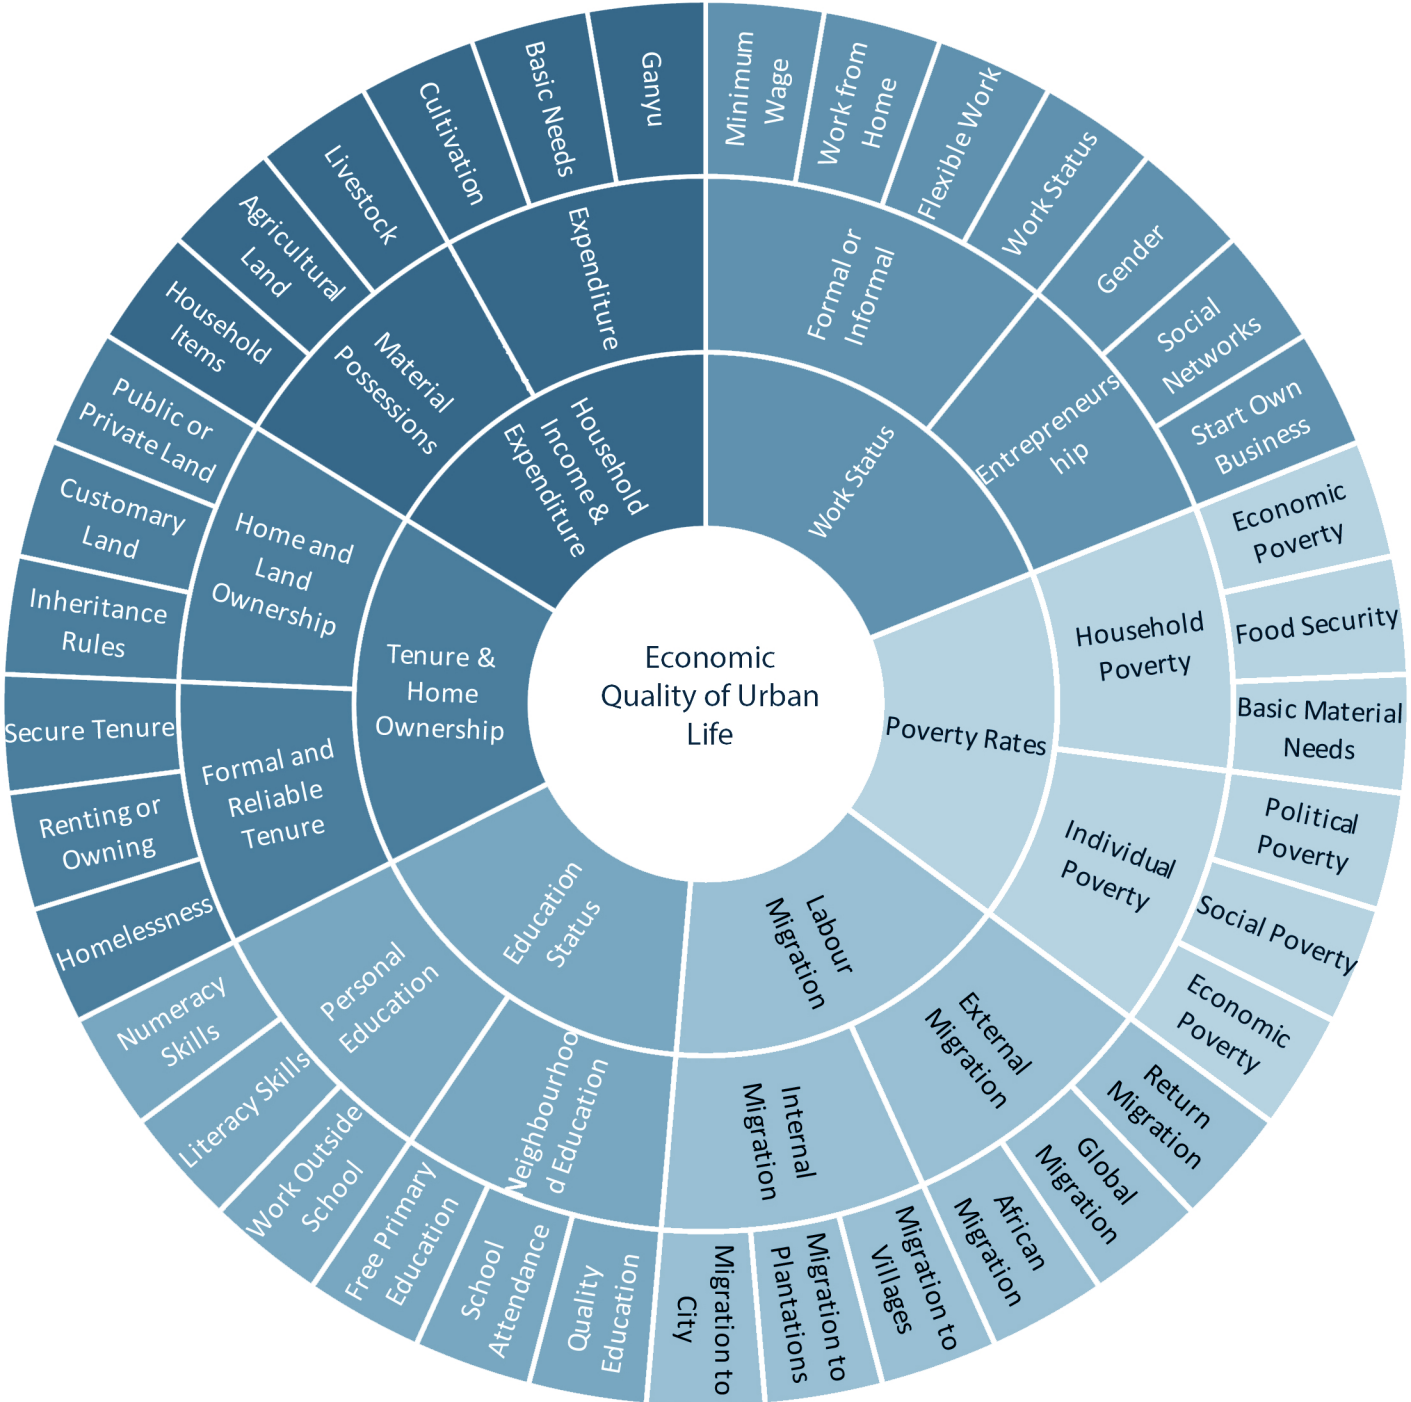 Economic
Quality of Urban
Life
Work Status
Formal or
Informal
Minimum
Wage
Work from
Home
Flexible Work
Work Status
Entrepreneurs
hip
Gender
Social
Networks
Start Own
Business
Poverty Rates
Household
Poverty
Economic
Poverty
Food Security
Basic Material
Needs
Individual
Poverty
Political
Poverty
Social Poverty
Economic
Poverty
Labour
Migration
External
Migration
Return
Migration
Global
Migration
African
Migration
Internal
Migration
Migration to
Villages
Migration to
Plantations
Migration to
City
Education
Status
Neighbourhoo
d Education
Quality
Education
School
Attendance
Free Primary
Education
Personal
Education
Work Outside
School
Literacy Skills
Numeracy
Skills
Tenure &
Home
Ownership
Formal and
Reliable
Tenure
Homelessness
Renting or
Owning
Secure Tenure
Home and
Land
Ownership
Inheritance
Rules
Customary
Land
Public or
Private Land
Household
Income &
Expenditure
Material
Possessions
Household
Items
Agricultural
Land
Livestock
Expenditure
Cultivation
Basic Needs
Ganyu